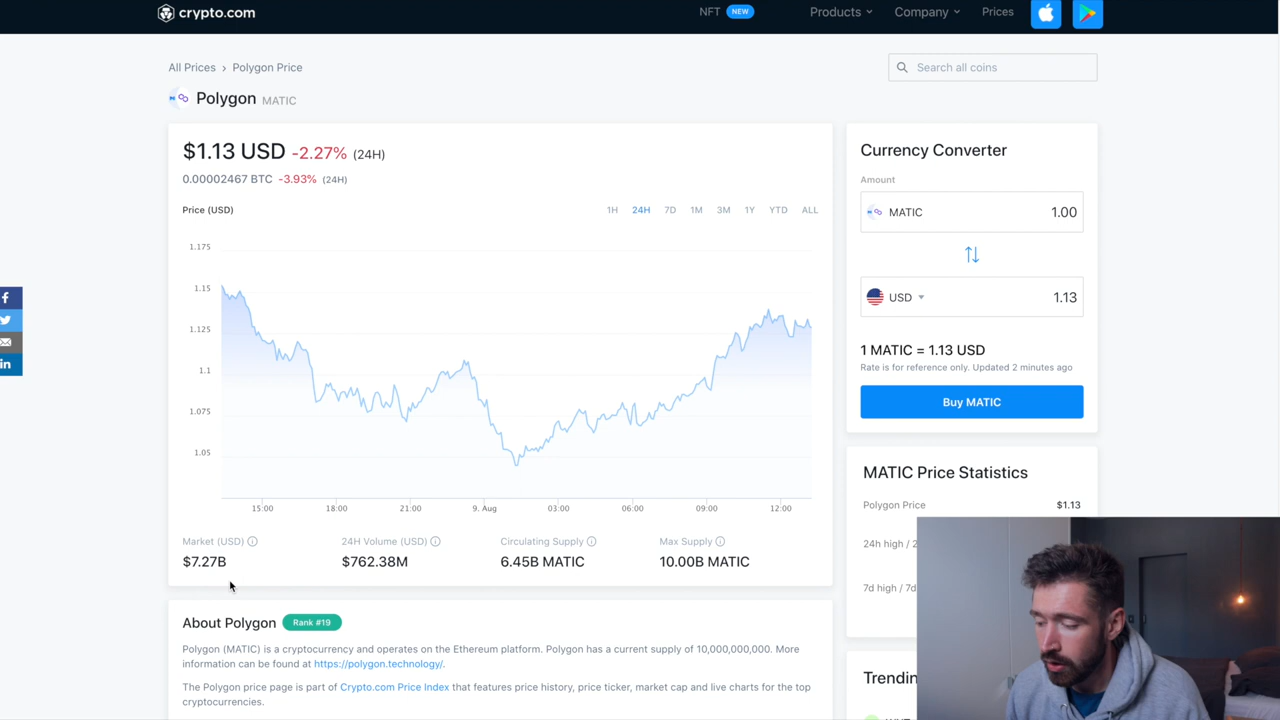 crypto.com
NFT NEW Products Company Prices
All Prices › Polygon Price
Search all coins
Polygon MATIC
$1.13 USD -2.27% (24H)
0.00002467 BTC -3.93% (24H)
Price (USD)
1H 24H 7D 1M 3M 1Y YTD ALL
1.175
1.15
1.125
1.1
1.075
1.05
15:00 18:00 21:00 9. Aug 03:00 06:00 09:00 12:00
Market (USD) 24H Volume (USD) Circulating Supply Max Supply
$7.27B $762.38M 6.45B MATIC 10.00B MATIC
About Polygon Rank #19
Polygon (MATIC) is a cryptocurrency and operates on the Ethereum platform. Polygon has a current supply of 10,000,000,000. More
information can be found at https://polygon.technology/.
The Polygon price page is part of Crypto.com Price Index that features price history, price ticker, market cap and live charts for the top
cryptocurrencies.
Currency Converter
Amount
MATIC 1.00
USD 1.13
1 MATIC = 1.13 USD
Rate is for reference only. Updated 2 minutes ago
Buy MATIC
MATIC Price Statistics
Polygon Price $1.13
24h high / 2
7d high / 7d
Trendin